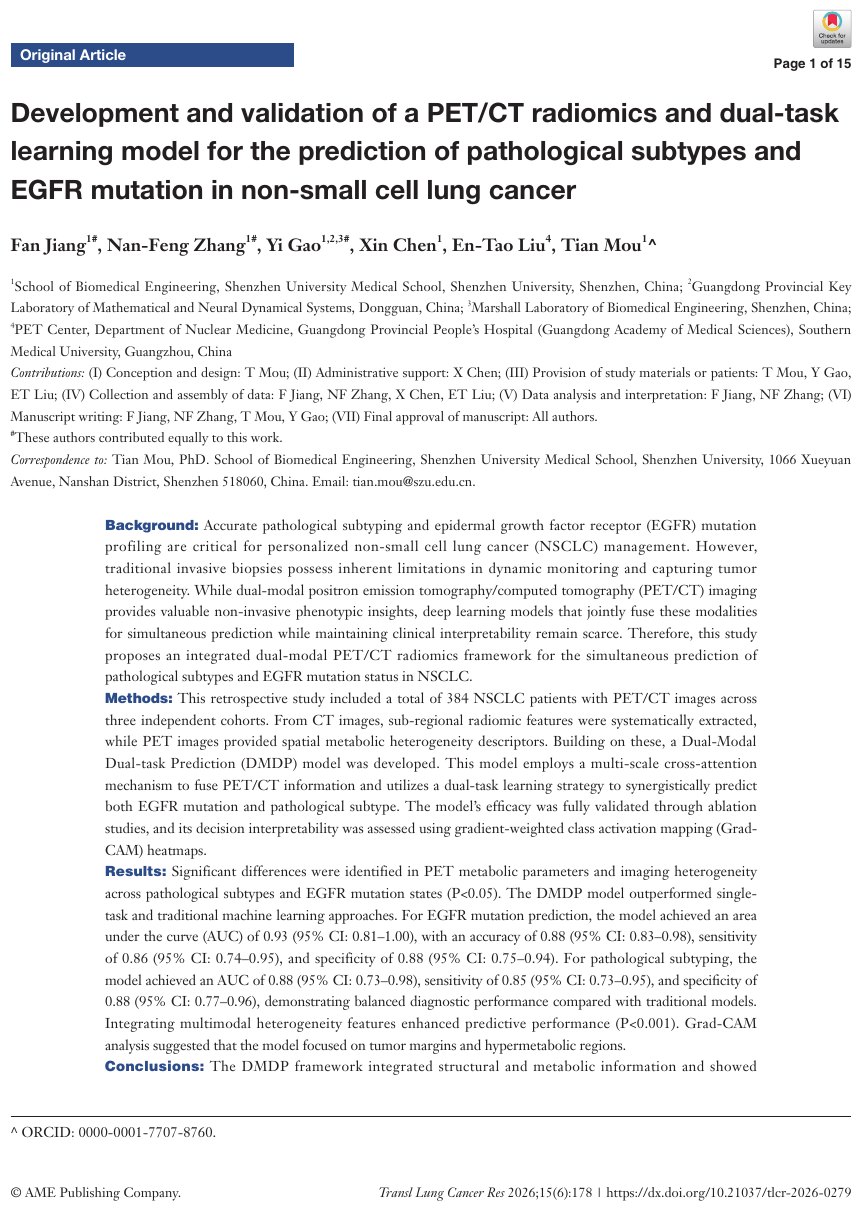 Check for
updates
Original Article
Page 1 of 15
Development and validation of a PET/CT radiomics and dual-task
learning model for the prediction of pathological subtypes and
EGFR mutation in non-small cell lung cancer
Fan Jiang1#, Nan-Feng Zhang1#, Yi Gao1,2,3#, Xin Chen1, En-Tao Liu4, Tian Mou1^
1School of Biomedical Engineering, Shenzhen University Medical School, Shenzhen University, Shenzhen, China; 2Guangdong Provincial Key
Laboratory of Mathematical and Neural Dynamical Systems, Dongguan, China; 3Marshall Laboratory of Biomedical Engineering, Shenzhen, China;
4PET Center, Department of Nuclear Medicine, Guangdong Provincial People's Hospital (Guangdong Academy of Medical Sciences), Southern
Medical University, Guangzhou, China
Contributions: (I) Conception and design: T Mou; (II) Administrative support: X Chen; (III) Provision of study materials or patients: T Mou, Y Gao,
ET Liu; (IV) Collection and assembly of data: F Jiang, NF Zhang, X Chen, ET Liu; (V) Data analysis and interpretation: F Jiang, NF Zhang; (VI)
Manuscript writing: F Jiang, NF Zhang, T Mou, Y Gao; (VII) Final approval of manuscript: All authors.
#These authors contributed equally to this work.
Correspondence to: Tian Mou, PhD. School of Biomedical Engineering, Shenzhen University Medical School, Shenzhen University, 1066 Xueyuan
Avenue, Nanshan District, Shenzhen 518060, China. Email: tian.mou@szu.edu.cn.
Background: Accurate pathological subtyping and epidermal growth factor receptor (EGFR) mutation
profiling are critical for personalized non-small cell lung cancer (NSCLC) management. However,
traditional invasive biopsies possess inherent limitations in dynamic monitoring and capturing tumor
heterogeneity. While dual-modal positron emission tomography/computed tomography (PET/CT) imaging
provides valuable non-invasive phenotypic insights, deep learning models that jointly fuse these modalities
for simultaneous prediction while maintaining clinical interpretability remain scarce. Therefore, this study
proposes an integrated dual-modal PET/CT radiomics framework for the simultaneous prediction of
pathological subtypes and EGFR mutation status in NSCLC.
Methods: This retrospective study included a total of 384 NSCLC patients with PET/CT images across
three independent cohorts. From CT images, sub-regional radiomic features were systematically extracted,
while PET images provided spatial metabolic heterogeneity descriptors. Building on these, a Dual-Modal
Dual-task Prediction (DMDP) model was developed. This model employs a multi-scale cross-attention
mechanism to fuse PET/CT information and utilizes a dual-task learning strategy to synergistically predict
both EGFR mutation and pathological subtype. The model's efficacy was fully validated through ablation
studies, and its decision interpretability was assessed using gradient-weighted class activation mapping (Grad-
CAM) heatmaps.
Results: Significant differences were identified in PET metabolic parameters and imaging heterogeneity
across pathological subtypes and EGFR mutation states (P<0.05). The DMDP model outperformed single-
task and traditional machine learning approaches. For EGFR mutation prediction, the model achieved an area
under the curve (AUC) of 0.93 (95% CI: 0.81–1.00), with an accuracy of 0.88 (95% CI: 0.83–0.98), sensitivity
of 0.86 (95% CI: 0.74–0.95), and specificity of 0.88 (95% CI: 0.75–0.94). For pathological subtyping, the
model achieved an AUC of 0.88 (95% CI: 0.73–0.98), sensitivity of 0.85 (95% CI: 0.73–0.95), and specificity of
0.88 (95% CI: 0.77–0.96), demonstrating balanced diagnostic performance compared with traditional models.
Integrating multimodal heterogeneity features enhanced predictive performance (P<0.001). Grad-CAM
analysis suggested that the model focused on tumor margins and hypermetabolic regions.
Conclusions: The DMDP framework integrated structural and metabolic information and showed
^ ORCID: 0000-0001-7707-8760.
© AME Publishing Company.
Transl Lung Cancer Res 2026;15(6):178 | https://dx.doi.org/10.21037/tlcr-2026-0279